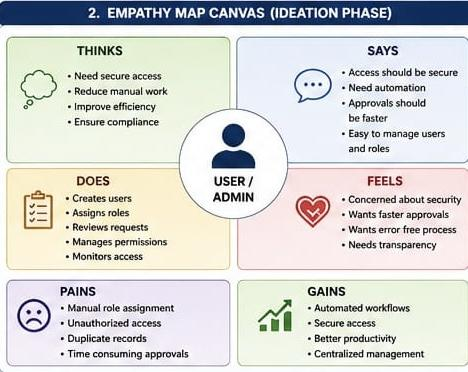 2. EMPATHY MAP CANVAS (IDEATION PHASE)
THINKS
• Need secure access
• Reduce manual work
• Improve efficiency
• Ensure compliance
SAYS
• Access should be secure
• Need automation
• Approvals should
be faster
• Easy to manage users
and roles
USER /
ADMIN
DOES
• Creates users
• Assigns roles
• Reviews requests
• Manages permissions
• Monitors access
FEELS
• Concerned about security
• Wants faster approvals
• Wants error free process
• Needs transparency
PAINS
• Manual role assignment
• Unauthorized access
• Duplicate records
• Time consuming approvals
GAINS
• Automated workflows
• Secure access
• Better productivity
• Centralized management